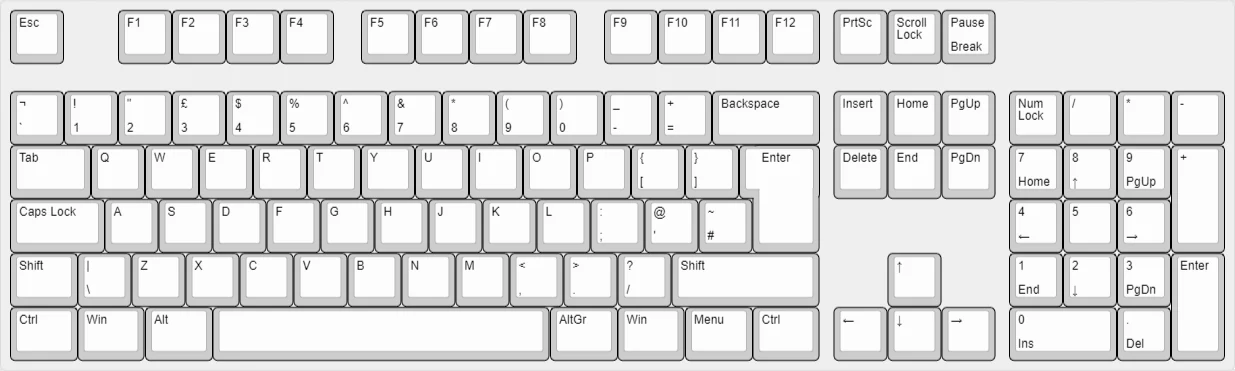 Esc F1 F2 F3 F4 F5 F6 F7 F8 F9 F10 F11 F12 PrtSc Scroll Lock Pause Break
¬ ! " £ $ % ^ & * ( ) _ + Backspace Insert Home PgUp Num Lock / * -
` 1 2 3 4 5 6 7 8 9 0 - =
Tab Q W E R T Y U I O P { } Enter Delete End PgDn 7 8 9 +
[ ] Home ↑ PgUp
Caps Lock A S D F G H J K L : @ ~ 4 5 6
; ' # ← →
Shift | Z X C V B N M < > ? Shift ↑ 1 2 3 Enter
\ , . / End ↓ PgDn
Ctrl Win Alt AltGr Win Menu Ctrl ← ↓ → 0 .
Ins Del